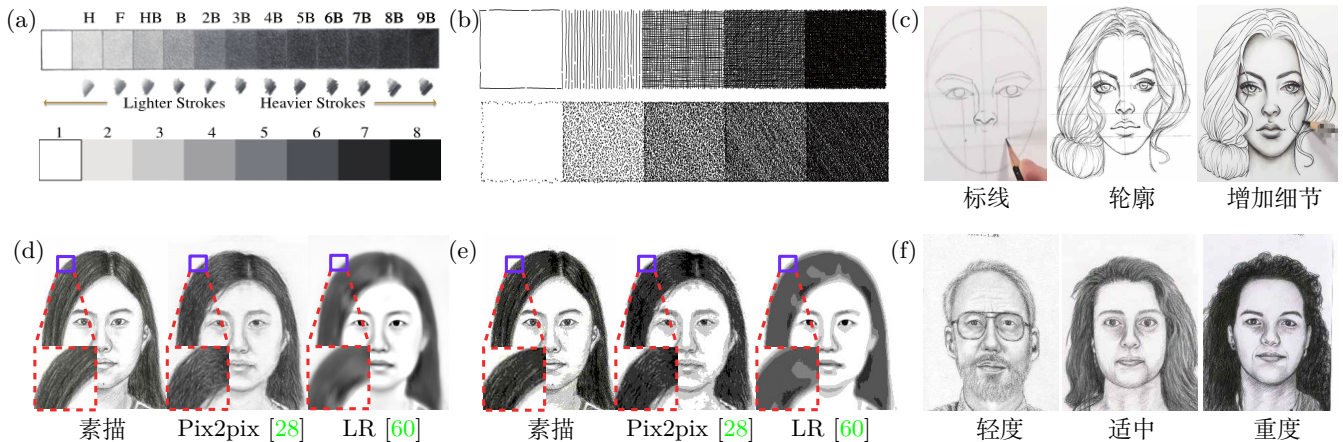 (a)
H F HB B 2B 3B 4B 5B 6B 7B 8B 9B
Lighter Strokes Heavier Strokes
1 2 3 4 5 6 7 8
(b)
(c)
标线 轮廓 增加细节
(d)
素描 Pix2pix [28] LR [60]
(e)
素描 Pix2pix [28] LR [60]
(f)
轻度 适中 重度